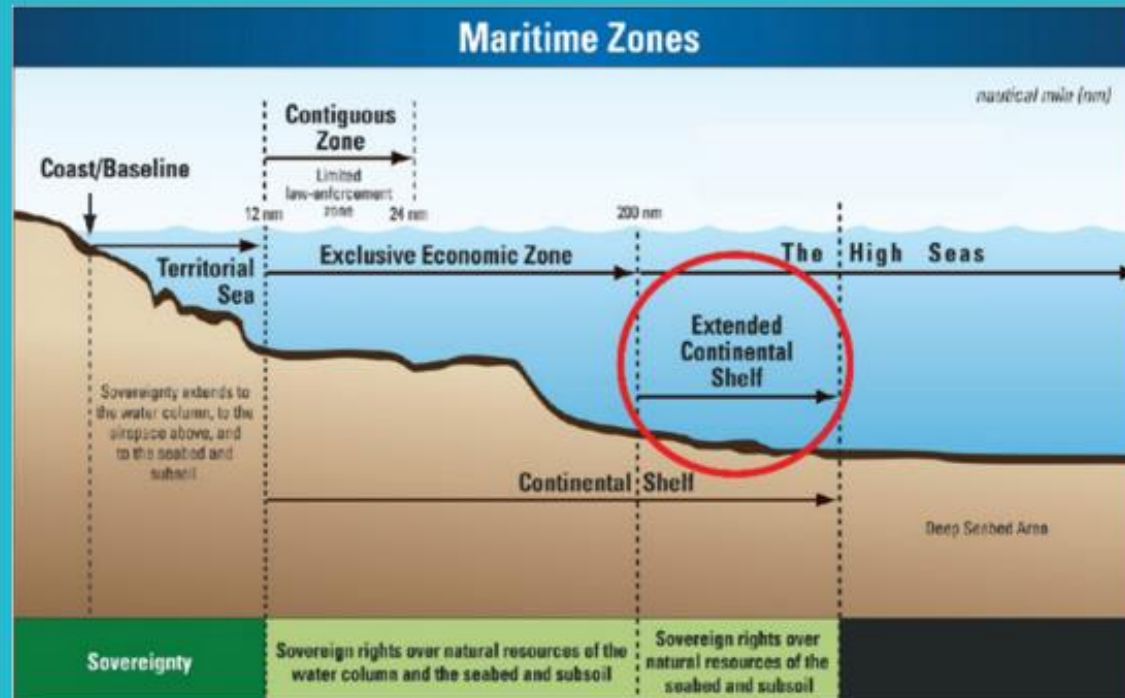 Maritime Zones
nautical mile (nm)
Contiguous
Zone
Limited
law-enforcement
zone
Coast/Baseline
12 nm
24 nm
200 nm
Territorial
Sea
Exclusive Economic Zone
The High Seas
Extended
Continental
Shelf
Sovereignty extends to
the water column, to the
airspace above, and
to the seabed and
subsoil
Continental Shelf
Deep Seabed Area
Sovereignty
Sovereign rights over natural resources of the
water column and the seabed and subsoil
Sovereign rights over
natural resources of the
seabed and subsoil